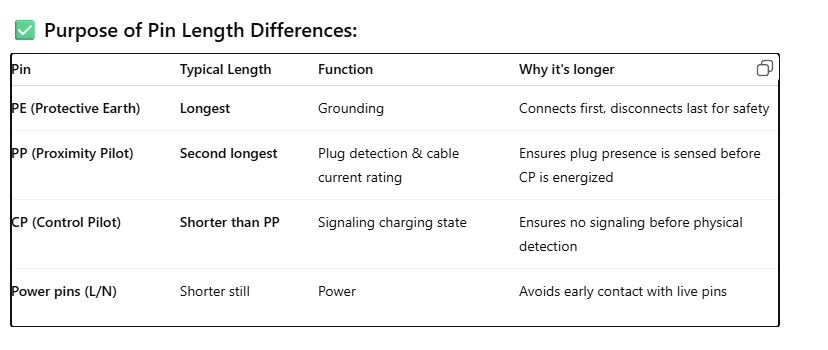 ✅ Purpose of Pin Length Differences:
Pin Typical Length Function Why it's longer
PE (Protective Earth) Longest Grounding Connects first, disconnects last for safety
PP (Proximity Pilot) Second longest Plug detection & cable Ensures plug presence is sensed before
current rating CP is energized
CP (Control Pilot) Shorter than PP Signaling charging state Ensures no signaling before physical
detection
Power pins (L/N) Shorter still Power Avoids early contact with live pins